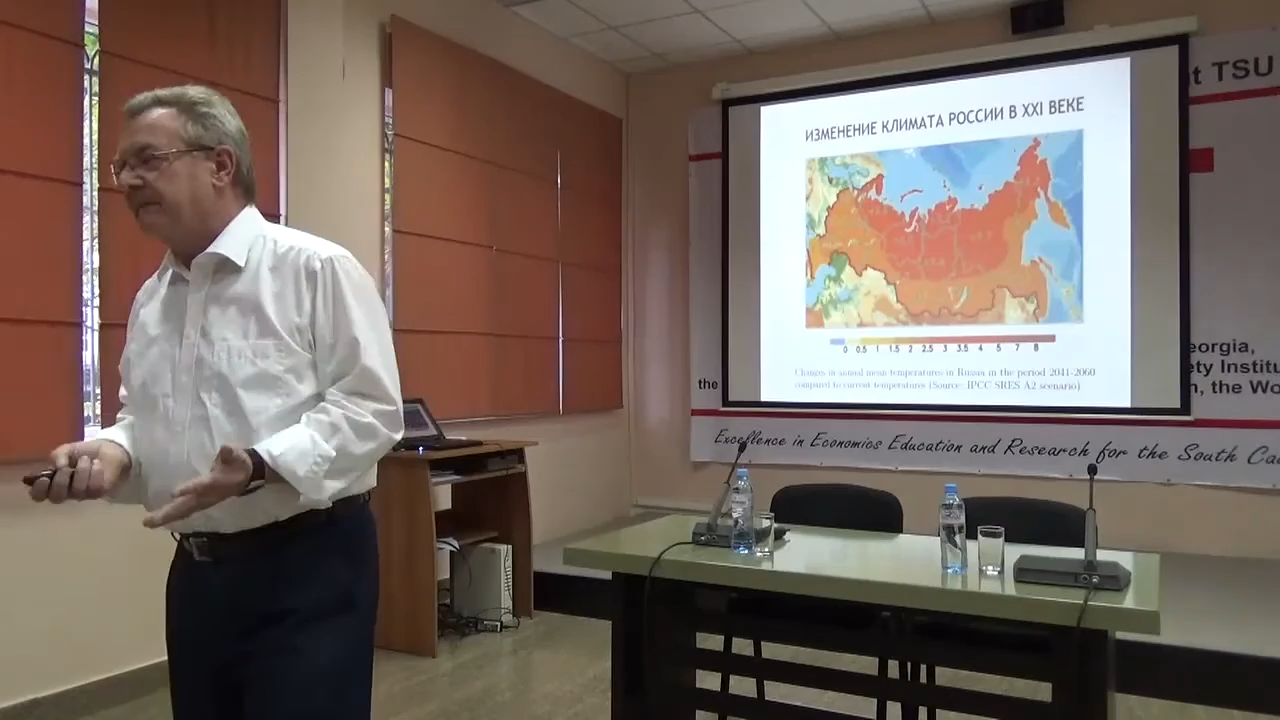 t TSU
ИЗМЕНЕНИЕ КЛИМАТА РОССИИ В XXI ВЕКЕ
0 0.5 1 1.5 2 2.5 3 3.5 4 5 7 8
Changes in annual mean temperatures in Russia in the period 2041-2060
compared to current temperatures (Source: IPCC SRES A2 scenario)
eorgia,
ety Institu
the
n, the Wo
Excellence in Economics Education and Research for the South Cau